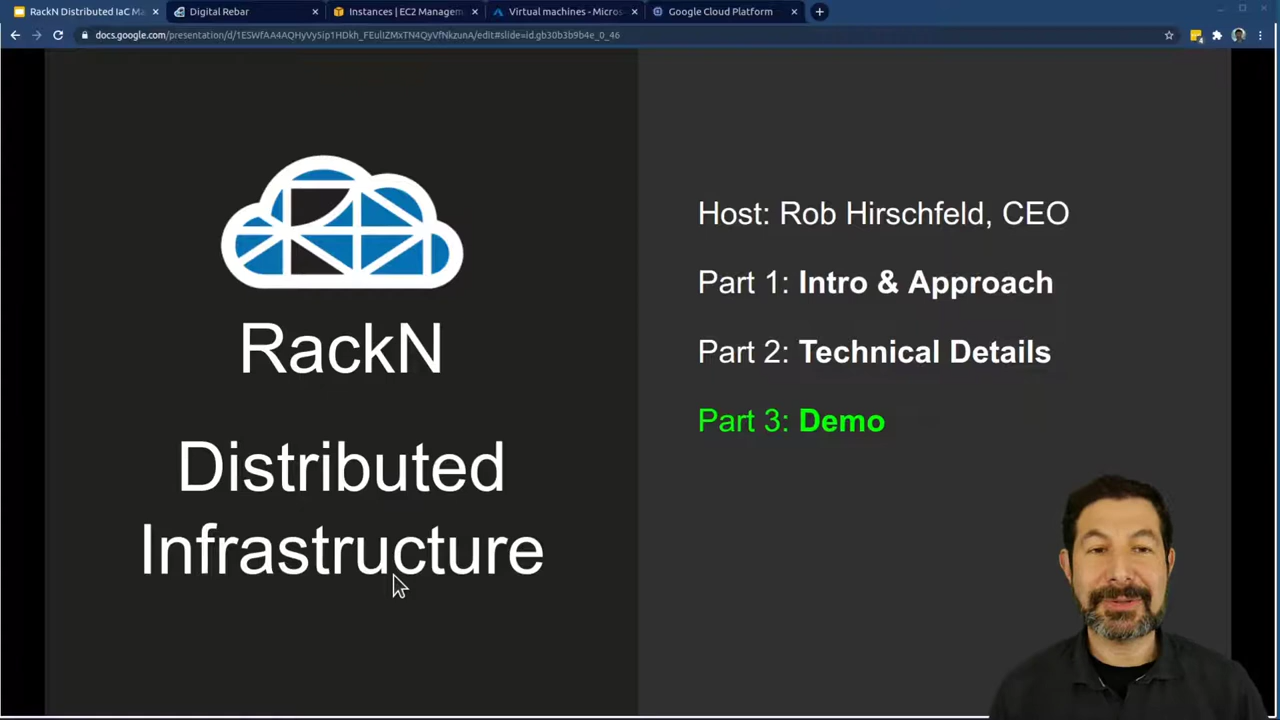 RackN Distributed IaC Ma
Digital Rebar
Instances | EC2 Managem
Virtual machines - Micros
Google Cloud Platform
RackN
Distributed
Infrastructure
Host: Rob Hirschfeld, CEO
Part 1: Intro & Approach
Part 2: Technical Details
Part 3: Demo